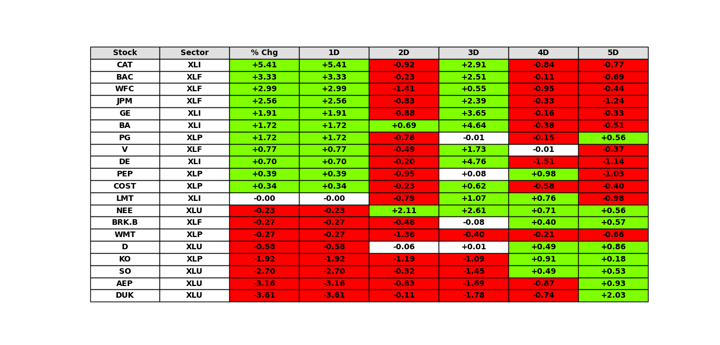 Stock Sector % Chg 1D 2D 3D 4D 5D
CAT XLI +5.41 +5.41 -0.92 +2.91 -0.84 -0.77
BAC XLF +3.33 +3.33 -0.23 +2.51 -0.11 -0.69
WFC XLF +2.99 +2.99 -1.41 +0.55 -0.95 -0.44
JPM XLF +2.56 +2.56 -0.83 +2.39 -0.33 -1.24
GE XLI +1.91 +1.91 -0.88 +3.65 -0.16 -0.33
BA XLI +1.72 +1.72 +0.69 +4.64 -0.38 -0.51
PG XLP +1.72 +1.72 -0.76 -0.01 -0.15 +0.56
V XLF +0.77 +0.77 -0.49 +1.73 -0.01 -0.37
DE XLI +0.70 +0.70 -0.20 +4.76 -1.51 -1.14
PEP XLP +0.39 +0.39 -0.95 +0.08 +0.98 -1.03
COST XLP +0.34 +0.34 -0.23 +0.62 -0.58 -0.40
LMT XLI -0.00 -0.00 -0.79 +1.07 +0.76 -0.98
NEE XLU -0.23 -0.23 +2.11 +2.61 +0.71 +0.56
BRK.B XLF -0.27 -0.27 -0.48 -0.08 +0.40 +0.57
WMT XLP -0.27 -0.27 -1.36 -0.40 -0.21 -0.66
D XLU -0.58 -0.58 -0.06 +0.01 +0.49 +0.86
KO XLP -1.92 -1.92 -1.19 -1.09 +0.91 +0.18
SO XLU -2.70 -2.70 -0.32 -1.45 +0.49 +0.53
AEP XLU -3.16 -3.16 -0.83 -1.69 -0.87 +0.93
DUK XLU -3.61 -3.61 -0.11 -1.78 -0.74 +2.03